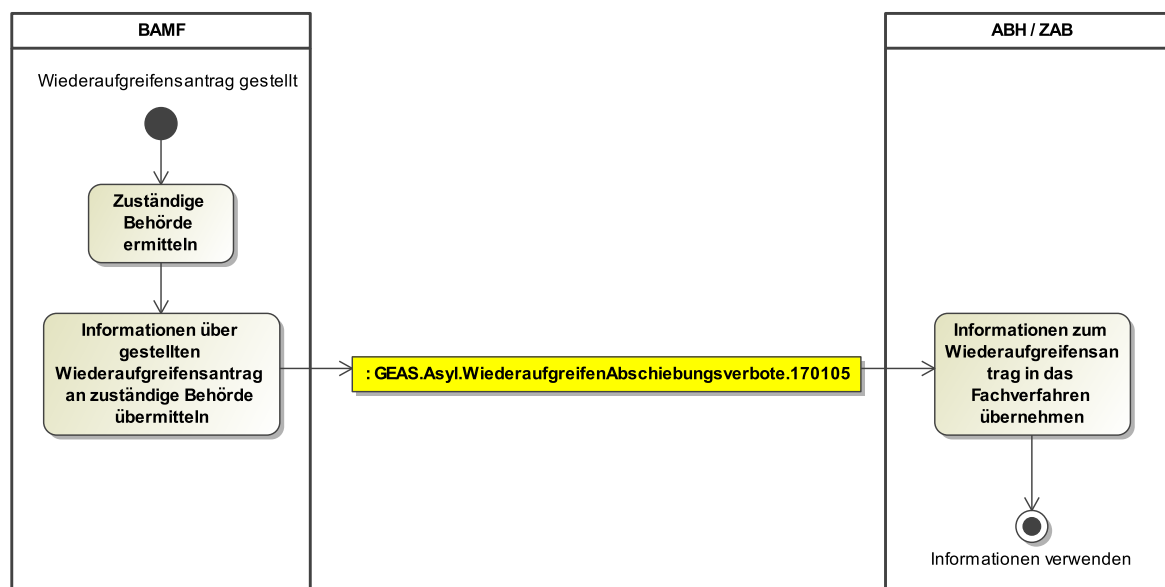 BAMF
Wiederaufgreifensantrag gestellt
Zuständige
Behörde
ermitteln
Informationen über
gestellten
Wiederaufgreifensantrag
an zuständige Behörde
übermitteln
: GEAS.Asyl.WiederaufgreifenAbschiebungsverbote.170105
ABH / ZAB
Informationen zum
Wiederaufgreifensan
trag in das
Fachverfahren
übernehmen
Informationen verwenden